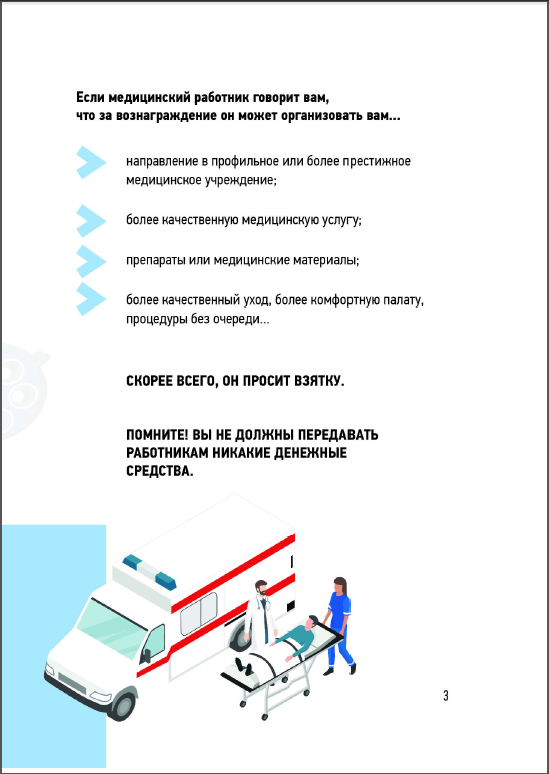 Если медицинский работник говорит вам,
что за вознаграждение он может организовать вам...
направление в профильное или более престижное
медицинское учреждение;
более качественную медицинскую услугу;
препараты или медицинские материалы;
более качественный уход, более комфортную палату,
процедуры без очереди...
СКОРЕЕ ВСЕГО, ОН ПРОСИТ ВЗЯТКУ.
ПОМНИТЕ! ВЫ НЕ ДОЛЖНЫ ПЕРЕДАВАТЬ
РАБОТНИКАМ НИКАКИЕ ДЕНЕЖНЫЕ
СРЕДСТВА.
3